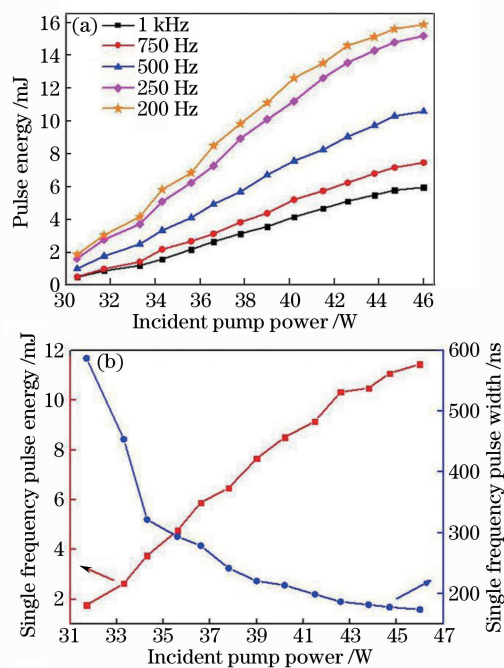 (a)
1 kHz
750 Hz
500 Hz
250 Hz
200 Hz
Pulse energy /mJ
16
14
12
10
8
6
4
2
0
30 32 34 36 38 40 42 44 46
Incident pump power /W
(b)
Single frequency pulse energy /mJ
12
10
8
6
4
2
600
500
400
300
200
100
Single frequency pulse width /ns
31 33 35 37 39 41 43 45 47
Incident pump power /W